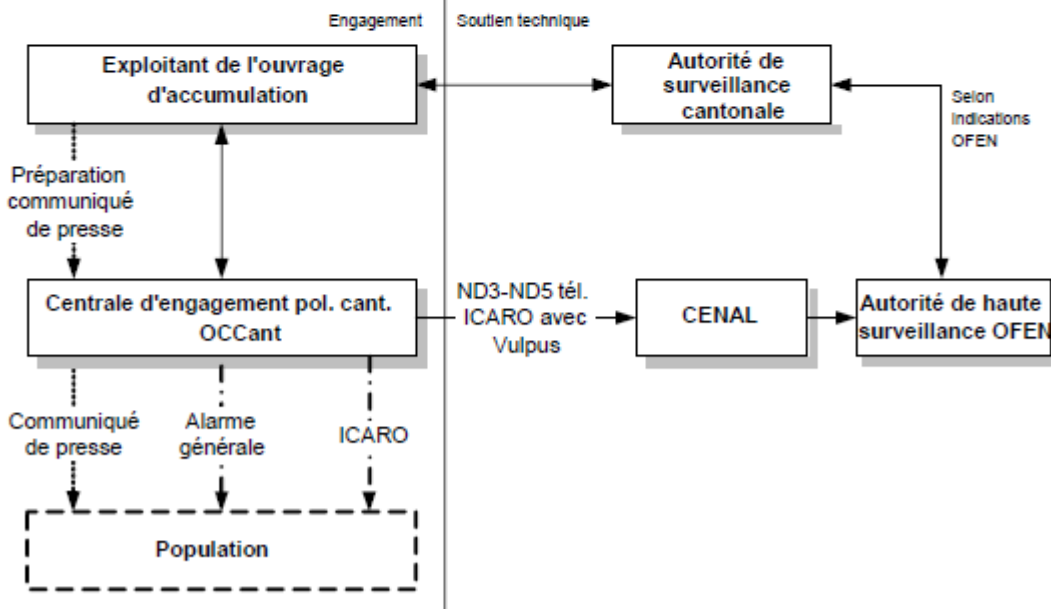 Engagement
Soutien technique
Exploitant de l'ouvrage
d'accumulation
Autorité de
surveillance
cantonale
Selon
Indications
OFEN
Préparation
communiqué
de presse
Centrale d'engagement pol. cant.
OCCant
ND3-ND5 tél.
ICARO avec
Vulpus
CENAL
Autorité de haute
surveillance OFEN
Communiqué
de presse
Alarme
générale
ICARO
Population